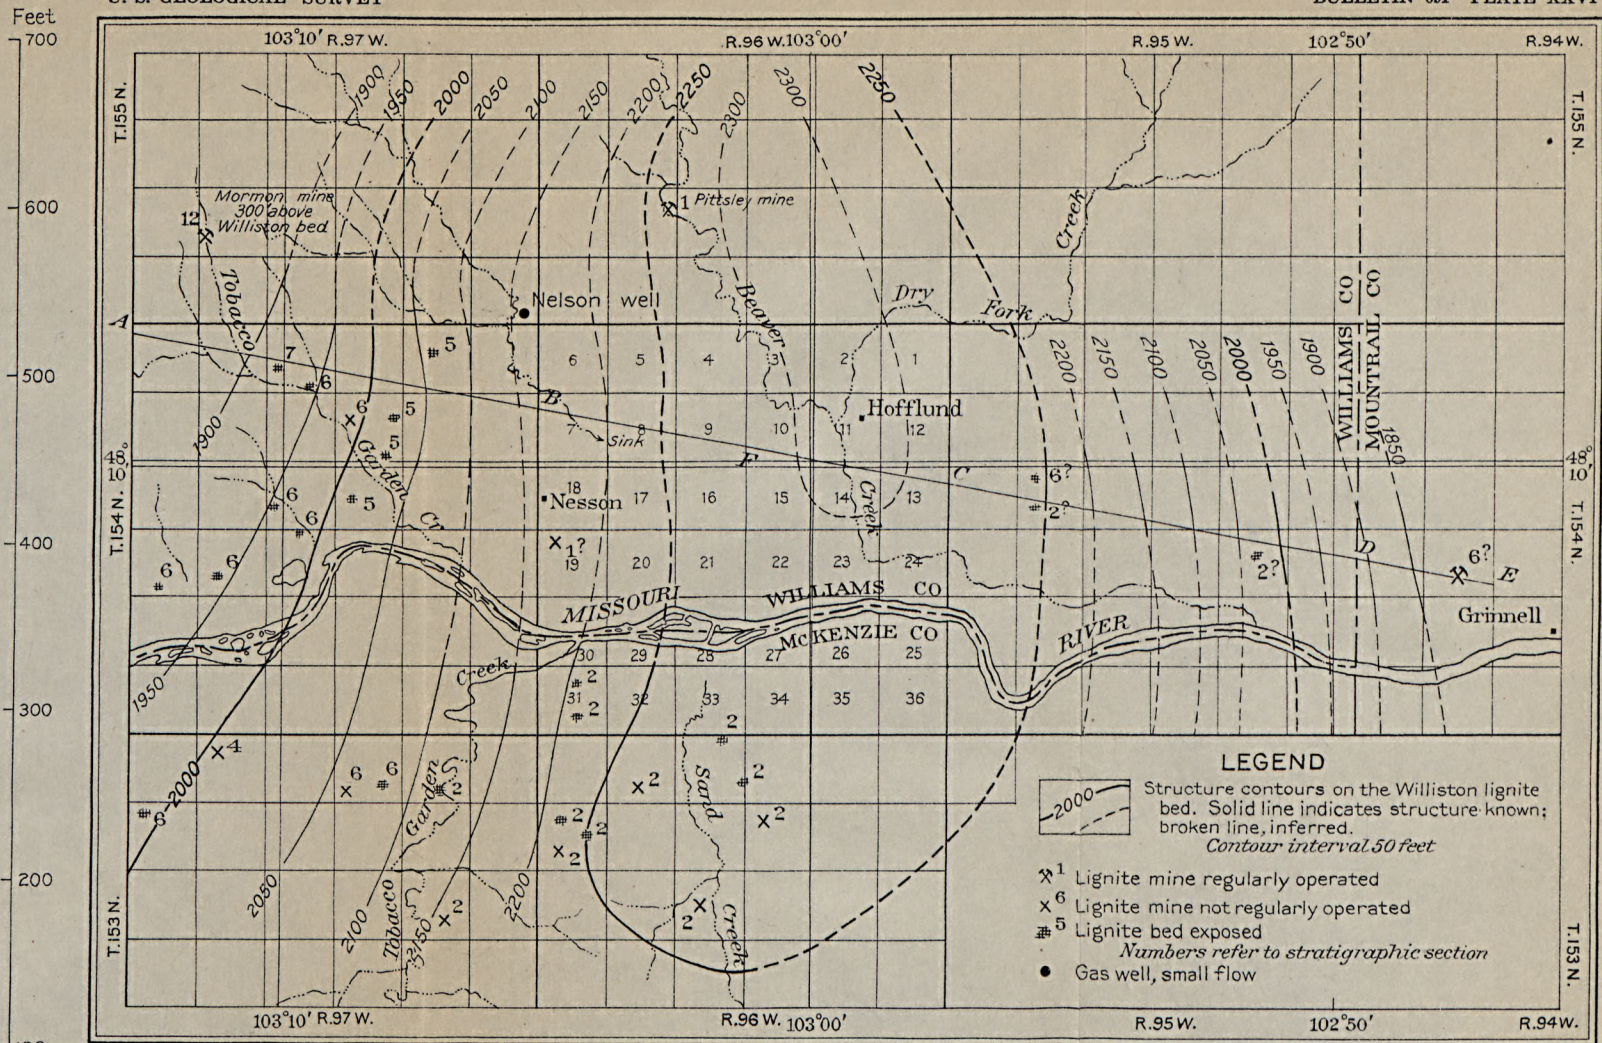 Feet
U. S. GEOLOGICAL SURVEY
BULLETIN PLATE XXVI
700
600
500
400
300
200
103°10′ R.97 W.
R.96 W. 103°00′
R.95 W.
102°50′
R.94 W.
T.155 N.
T.155 N.
1900
1950
2000
2050
2100
2150
2200
2250
2300
2300
2250
Mormon mine
300′ above
Williston bed
12
1 Pittsley mine
Creek
Tobacco
Nelson well
Beaver
Dry
Fork
WILLIAMS CO
MOUNTRAIL CO
A
7
5
6
6 5 4 3 2 1
2200
2150
2100
2050
2000
1950
1900
1850
6
5
5
B
Hofflund
7 8 9 10 11 12
Sink
1900
Garden
F
C
48°
10′
48°
10′
6
5
6?
18 17 16 15 14 13
Nesson
Creek
2?
T.154 N.
T.154 N.
6
Cr
1?
19 20 21 22 23 24
D
6?
E
2?
6
6
MISSOURI
WILLIAMS CO
McKENZIE CO
RIVER
Grinnell
30 29 28 27 26 25
Creek
2
1950
31 32 33 34 35 36
2
2
4
2000
6
6
6
2
Garden
2
Sand
2
2
2
2
2
2050
2100
2150
2200
Tobacco
2
2
Creek
T.153 N.
T.153 N.
LEGEND
2000
Structure contours on the Williston lignite
bed. Solid line indicates structure known;
broken line, inferred.
Contour interval 50 feet
1 Lignite mine regularly operated
6 Lignite mine not regularly operated
5 Lignite bed exposed
Numbers refer to stratigraphic section
Gas well, small flow
103°10′ R.97 W.
R.96 W. 103°00′
R.95 W.
102°50′
R.94 W.